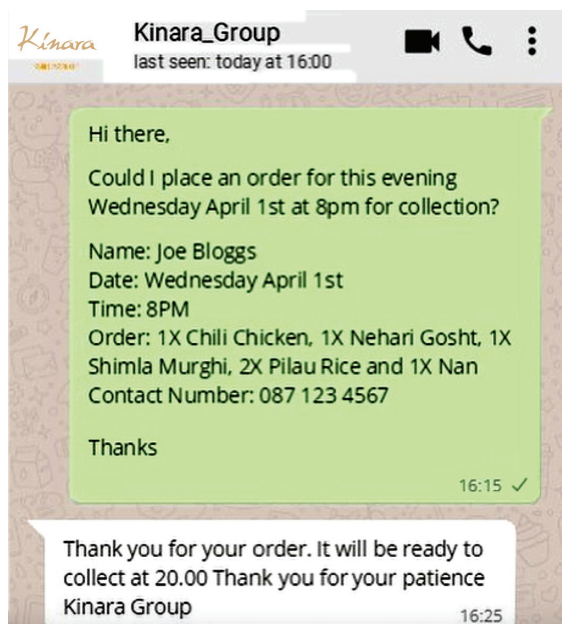 Kinara
Kinara_Group
last seen: today at 16:00
Hi there,
Could I place an order for this evening
Wednesday April 1st at 8pm for collection?
Name: Joe Bloggs
Date: Wednesday April 1st
Time: 8PM
Order: 1X Chili Chicken, 1X Nehari Gosht, 1X
Shimla Murghi, 2X Pilau Rice and 1X Nan
Contact Number: 087 123 4567
Thanks
16:15
Thank you for your order. It will be ready to
collect at 20.00 Thank you for your patience
Kinara Group
16:25